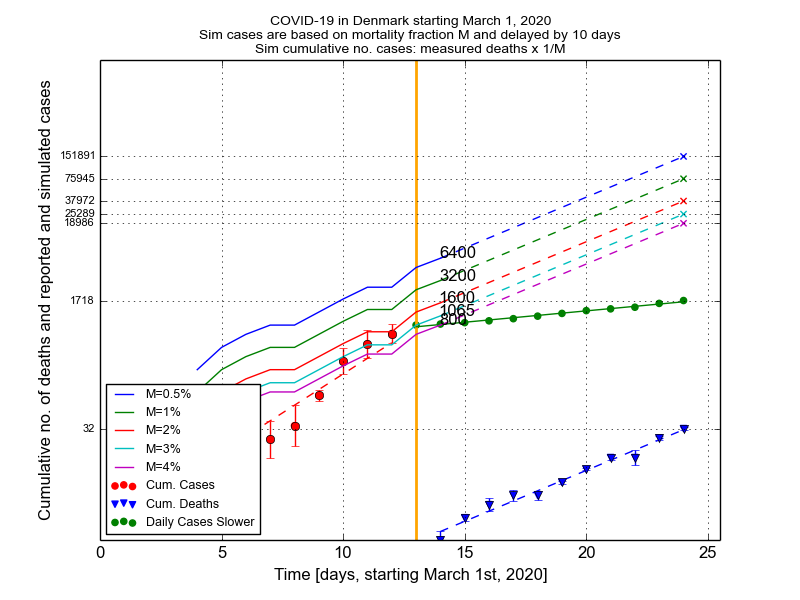 COVID-19 in Denmark starting March 1, 2020
Sim cases are based on mortality fraction M and delayed by 10 days
Sim cumulative no. cases: measured deaths x 1/M
Cumulative no. of deaths and reported and simulated cases
151891
75945
37972
25289
18986
1718
32
6400
3200
1600
1065
800
M=0.5%
M=1%
M=2%
M=3%
M=4%
Cum. Cases
Cum. Deaths
Daily Cases Slower
0 5 10 15 20 25
Time [days, starting March 1st, 2020]